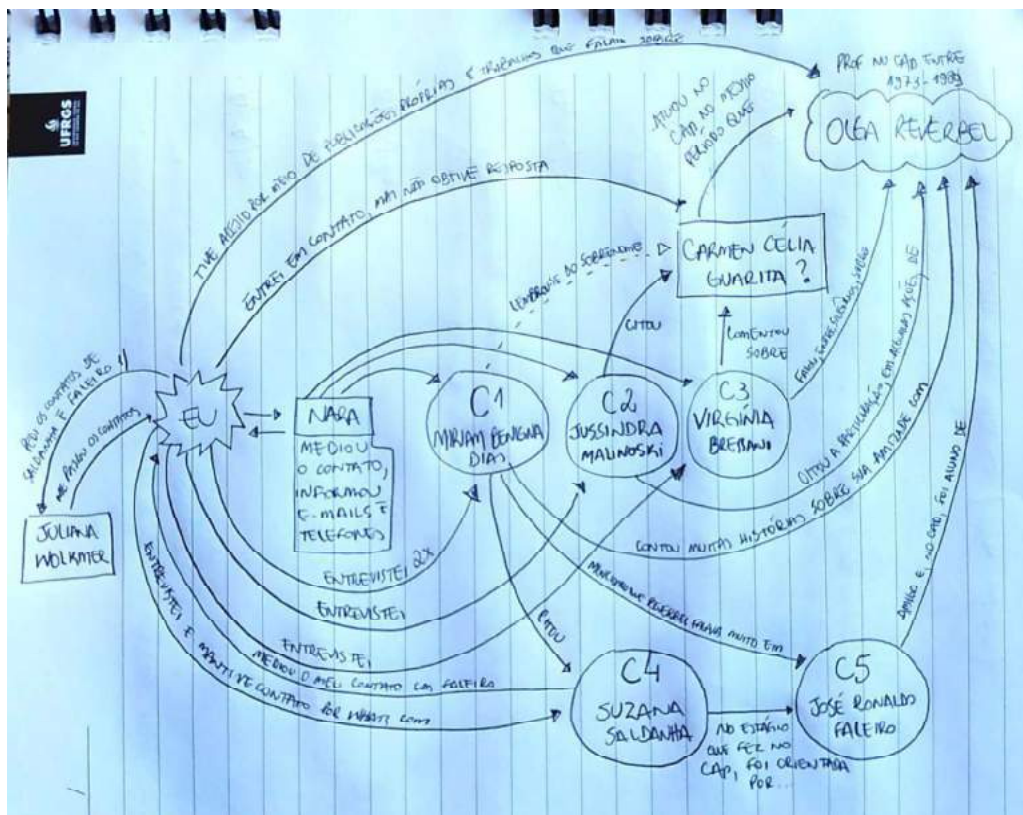 UFRGS
TIVE ACESSO POR MEIO DE PUBLICAÇÕES PRÓPRIAS E TRABALHOS QUE FALAM SOBRE
PROF NO CAP ENTRE
1973-1989
OLGA REVERBEL
ATUOU NO
CAP, NO MESMO
PERÍODO QUE
ENTREI EM CONTATO, MAS NÃO OBTIVE RESPOSTA
CARMEN CÉLIA
GUARITA?
LEMBROU-SE DO SOBRENOME
CITOU
COMENTOU
SOBRE
PEDI OS CONTATOS DE
SALDANHA E FALEIRO
ME PASSOU OS CONTATOS
EU
NARA
MEDIOU
O CONTATO,
INFORMOU
E-MAILS E
TELEFONES
C1
MIRIAM BENIGNA
DIAS
C2
JUSSINDRA
MALINOSKI
C3
VIRGÍNIA
JULIANA
WOLKMER
CITOU A PARTICIPAÇÃO, EM ALGUMAS AÇÕES, DE
CONTOU MUITAS HISTÓRIAS SOBRE SUA AMIZADE COM
FOI ALUNO DE
ENTREVISTEI 2X
ENTREVISTEI
ENTREVISTEI
MEDIOU O MEU CONTATO COM FALEIRO
ENTREVISTEI E MANTIVE CONTATO POR WHATS COM
CITOU
MUITO EM
C4
SUZANA
SALDANHA
NO ESTÁGIO
QUE FEZ NO
CAP, FOI ORIENTADA
POR...
C5
JOSÉ RONALDO
FALEIRO